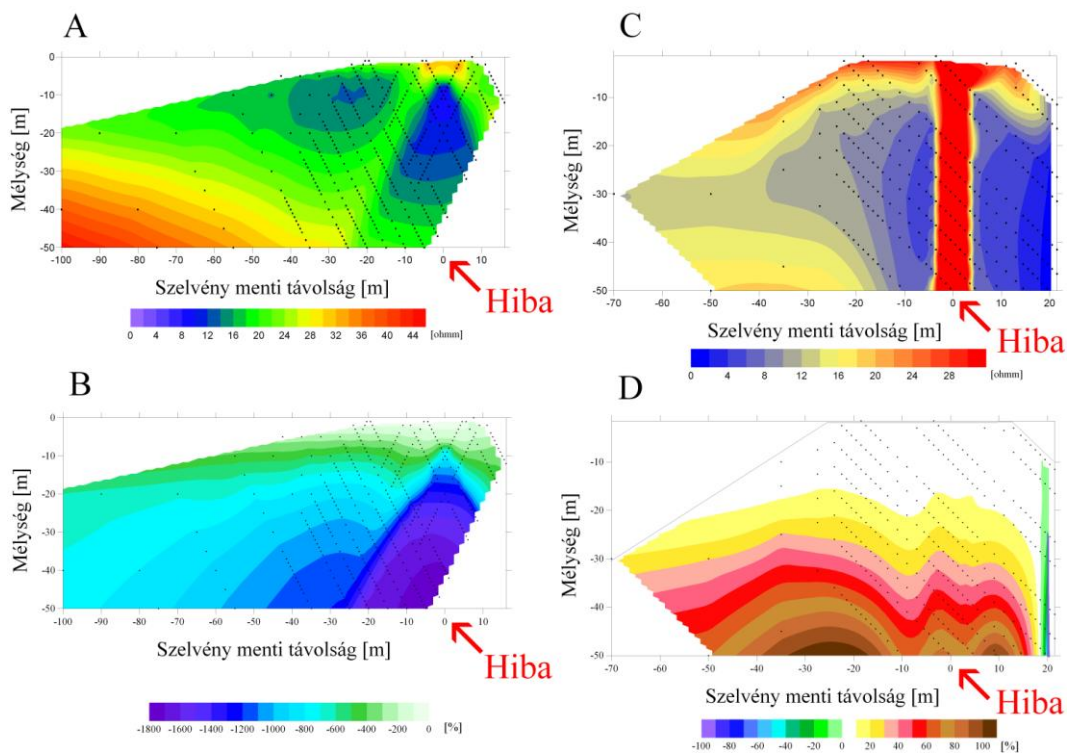 A
Mélység [m]
-10
-20
-30
-40
-50
-100
-90
-80
-70
-60
-50
-40
-30
-20
-10
0
10
Szelvény menti távolság [m]
Hiba
0 4 8 12 16 20 24 28 32 36 40 44 [ohmm]
B
Mélység [m]
-10
-20
-30
-40
-50
-100 -90 -80 -70 -60 -50 -40 -30 -20 -10 0 10
Szelvény menti távolság [m]
Hiba
-1800 -1600 -1400 -1200 -1000 -800 -600 -400 -200 0 [%]
C
Mélység [m]
-10
-20
-30
-40
-50
-70 -60 -50 -40 -30 -20 -10 0 10 20
Szelvény menti távolság [m]
Hiba
0 4 8 12 16 20 24 28 [ohmm]
D
Mélység [m]
-10
-20
-30
-40
-50
-70 -60 -50 -40 -30 -20 -10 0 10 20
Szelvény menti távolság [m]
Hiba
-100 -80 -60 -40 -20 0 20 40 60 80 100 [%]